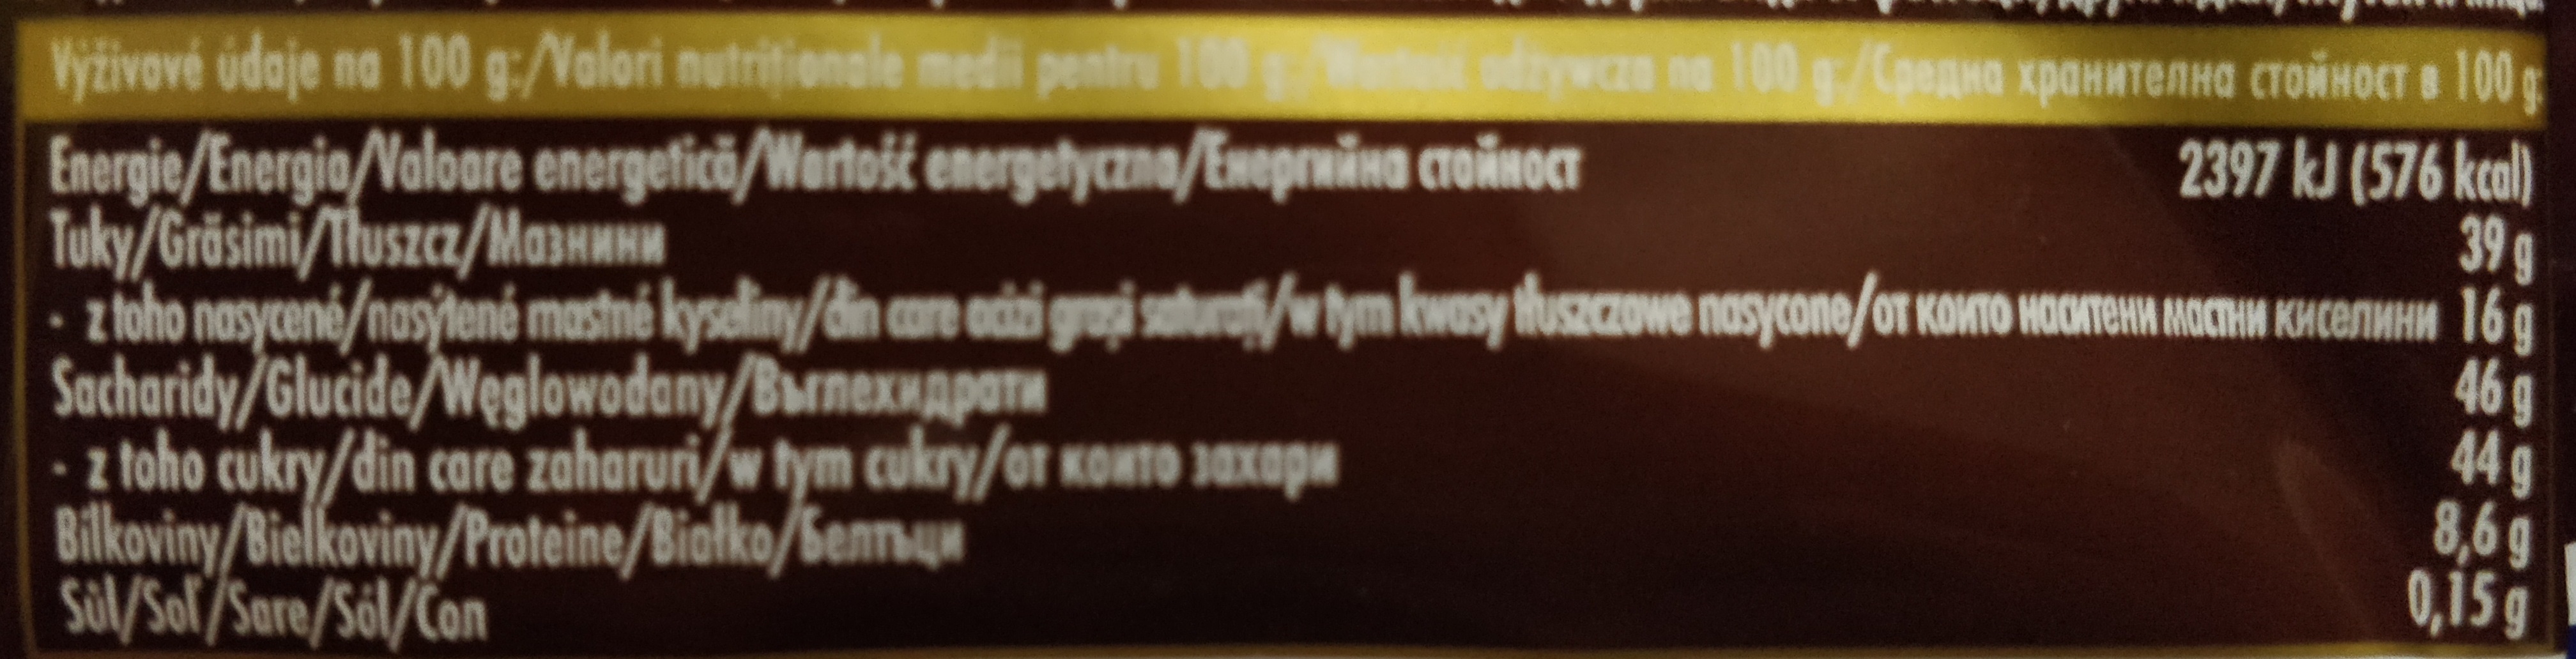 Výživové údaje na 100 g:/Valori nutriționale medii pentru 100 g:/Wartość odżywcza na 100 g:/Средна хранителна стойност в 100 g:
Energie/Energia/Valoare energetică/Wartość energetyczna/Енергийна стойност 2397 kJ (576 kcal)
Tuky/Grăsimi/Tłuszcz/Мазнини 39 g
- z toho nasycené/nasýtené mastné kyseliny/din care acizi grași saturați/w tym kwasy tłuszczowe nasycone/от които наситени мастни киселини 16 g
Sacharidy/Glucide/Węglowodany/Въглехидрати 46 g
- z toho cukry/din care zaharuri/w tym cukry/от които захари 44 g
Bílkoviny/Bielkoviny/Proteine/Białko/Белтъци 8,6 g
Sůl/Soľ/Sare/Sól/Сол 0,15 g